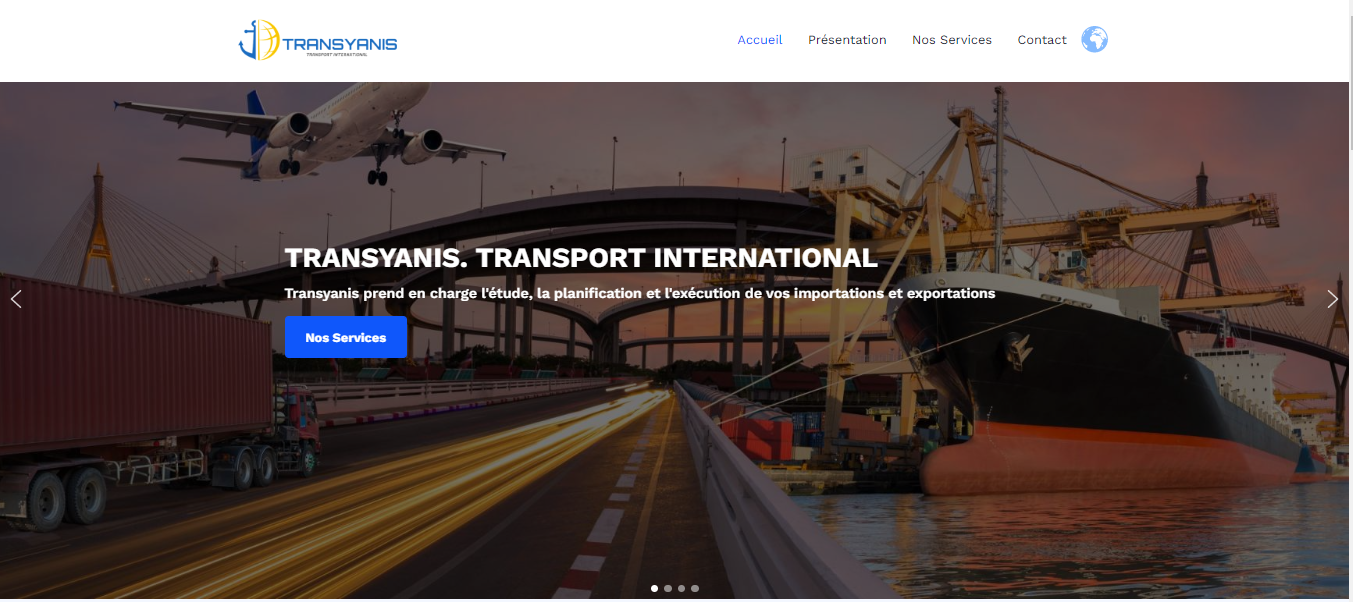 TRANSYANIS
TRANSPORT INTERNATIONAL
Accueil
Présentation
Nos Services
Contact
TRANSYANIS. TRANSPORT INTERNATIONAL
Transyanis prend en charge l'étude, la planification et l'exécution de vos importations et exportations
Nos Services